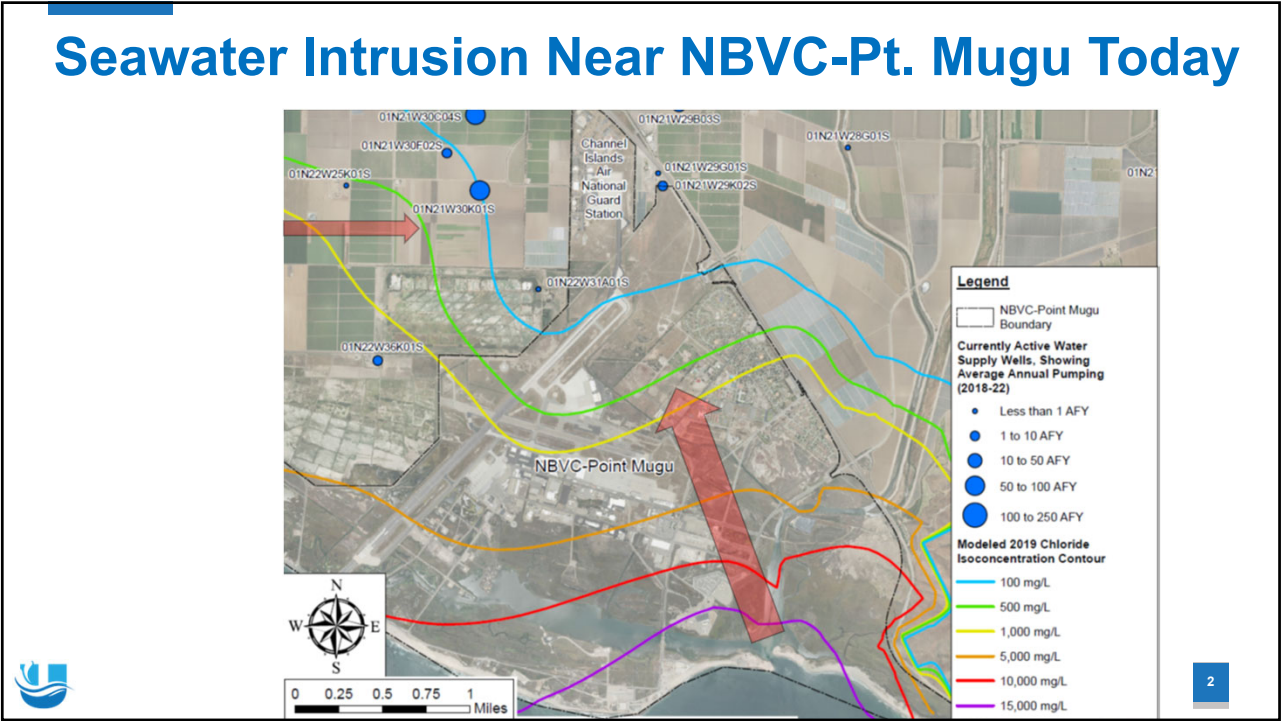 Seawater Intrusion Near NBVC-Pt. Mugu Today
01N21W30C04S
01N21W29B03S
01N21W28G01S
01N21W30F02S
Channel
Islands
Air
National
Guard
Station
01N21W29G01S
01N22W25K01S
01N21
01N21W29K02S
01N21W30K01S
01N22W31A01S
01N22W36K01S
NBVC-Point Mugu
Legend
NBVC-Point Mugu
Boundary
Currently Active Water
Supply Wells, Showing
Average Annual Pumping
(2018-22)
Less than 1 AFY
1 to 10 AFY
10 to 50 AFY
50 to 100 AFY
100 to 250 AFY
Modeled 2019 Chloride
Isoconcentration Contour
100 mg/L
500 mg/L
1,000 mg/L
5,000 mg/L
10,000 mg/L
15,000 mg/L
N
W E
S
0 0.25 0.5 0.75 1
Miles
2